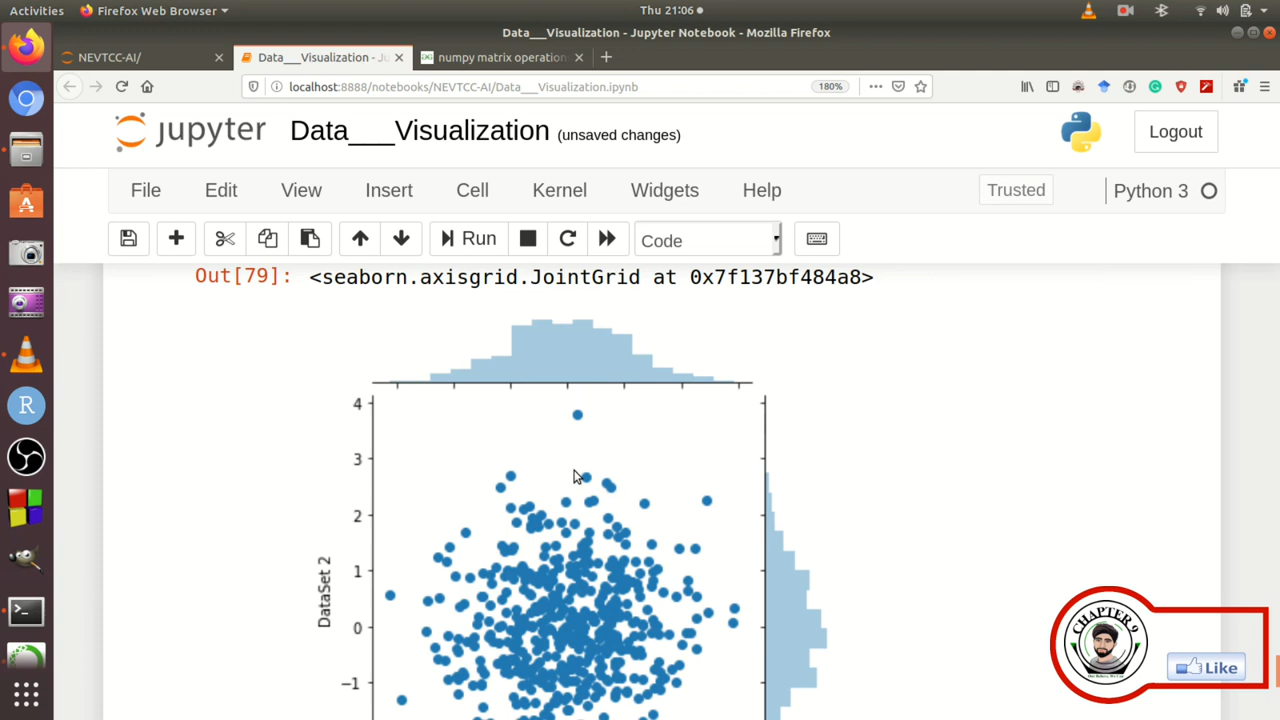 Activities Firefox Web Browser Thu 21:06
Data___Visualization - Jupyter Notebook - Mozilla Firefox
NEVTCC-AI/ Data___Visualization - Ju numpy matrix operation
localhost:8888/notebooks/NEVTCC-AI/Data___Visualization.ipynb 180%
jupyter Data___Visualization (unsaved changes) Logout
File Edit View Insert Cell Kernel Widgets Help Trusted Python 3
Run Code
Out[79]: <seaborn.axisgrid.JointGrid at 0x7f137bf484a8>
4
3
2
1
0
−1
DataSet 2
R
CHAPTER 9
Like